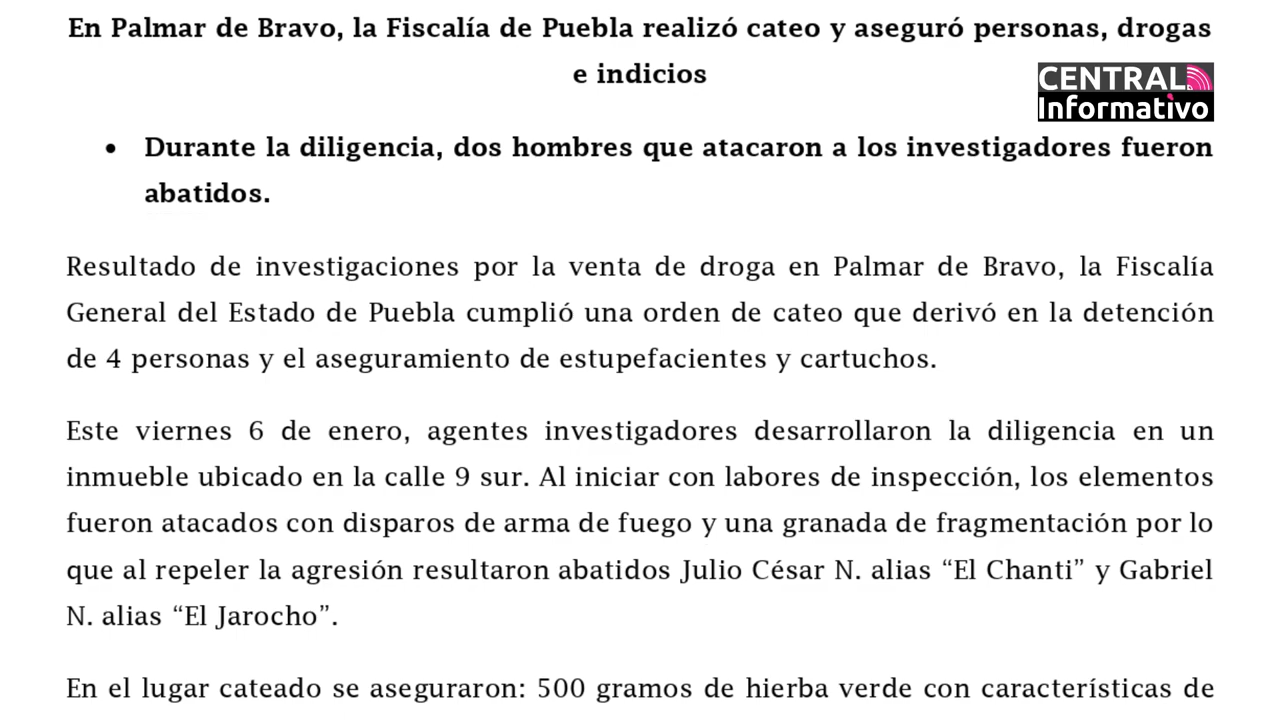 En Palmar de Bravo, la Fiscalía de Puebla realizó cateo y aseguró personas, drogas
e indicios
CENTRAL
Informativo
• Durante la diligencia, dos hombres que atacaron a los investigadores fueron
abatidos.
Resultado de investigaciones por la venta de droga en Palmar de Bravo, la Fiscalía
General del Estado de Puebla cumplió una orden de cateo que derivó en la detención
de 4 personas y el aseguramiento de estupefacientes y cartuchos.
Este viernes 6 de enero, agentes investigadores desarrollaron la diligencia en un
inmueble ubicado en la calle 9 sur. Al iniciar con labores de inspección, los elementos
fueron atacados con disparos de arma de fuego y una granada de fragmentación por lo
que al repeler la agresión resultaron abatidos Julio César N. alias “El Chanti” y Gabriel
N. alias “El Jarocho”.
En el lugar cateado se aseguraron: 500 gramos de hierba verde con características de